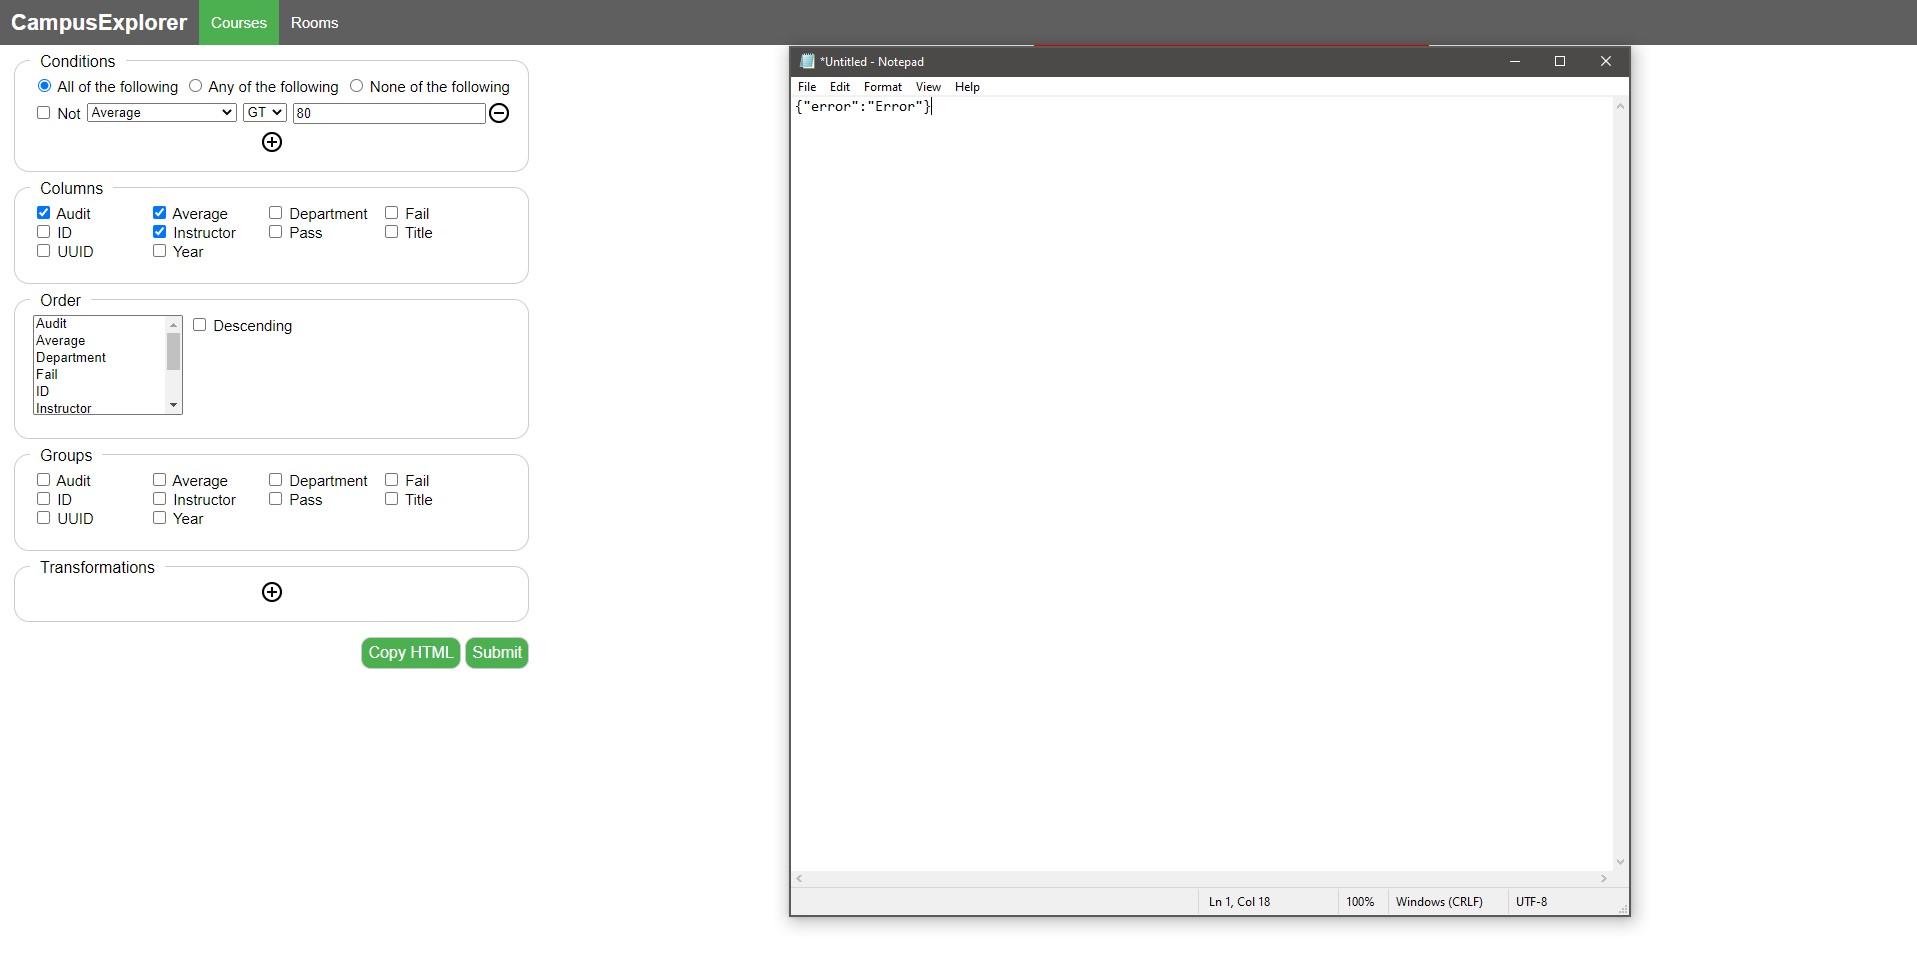 CampusExplorer Courses Rooms
Conditions
All of the following Any of the following None of the following
Not Average GT 80
Columns
Audit Average Department Fail
ID Instructor Pass Title
UUID Year
Order
Audit
Average
Department
Fail
ID
Instructor
Descending
Groups
Audit Average Department Fail
ID Instructor Pass Title
UUID Year
Transformations
Copy HTML Submit
*Untitled - Notepad
File Edit Format View Help
{"error":"Error"}
Ln 1, Col 18 100% Windows (CRLF) UTF-8